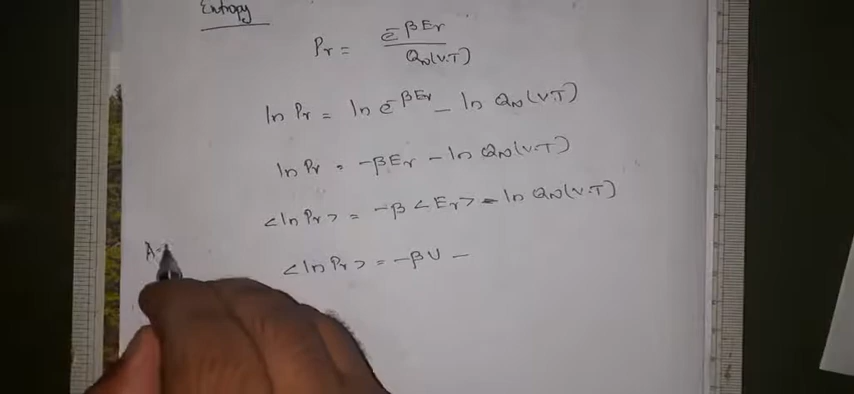 Entropy
Pr = e^-βEr / QN(V.T)
ln Pr = ln e^-βEr - ln QN(V.T)
ln Pr = -βEr - ln QN(V.T)
<ln Pr> = -β <Er> - ln QN(V.T)
<ln Pr> = -βU -
A=